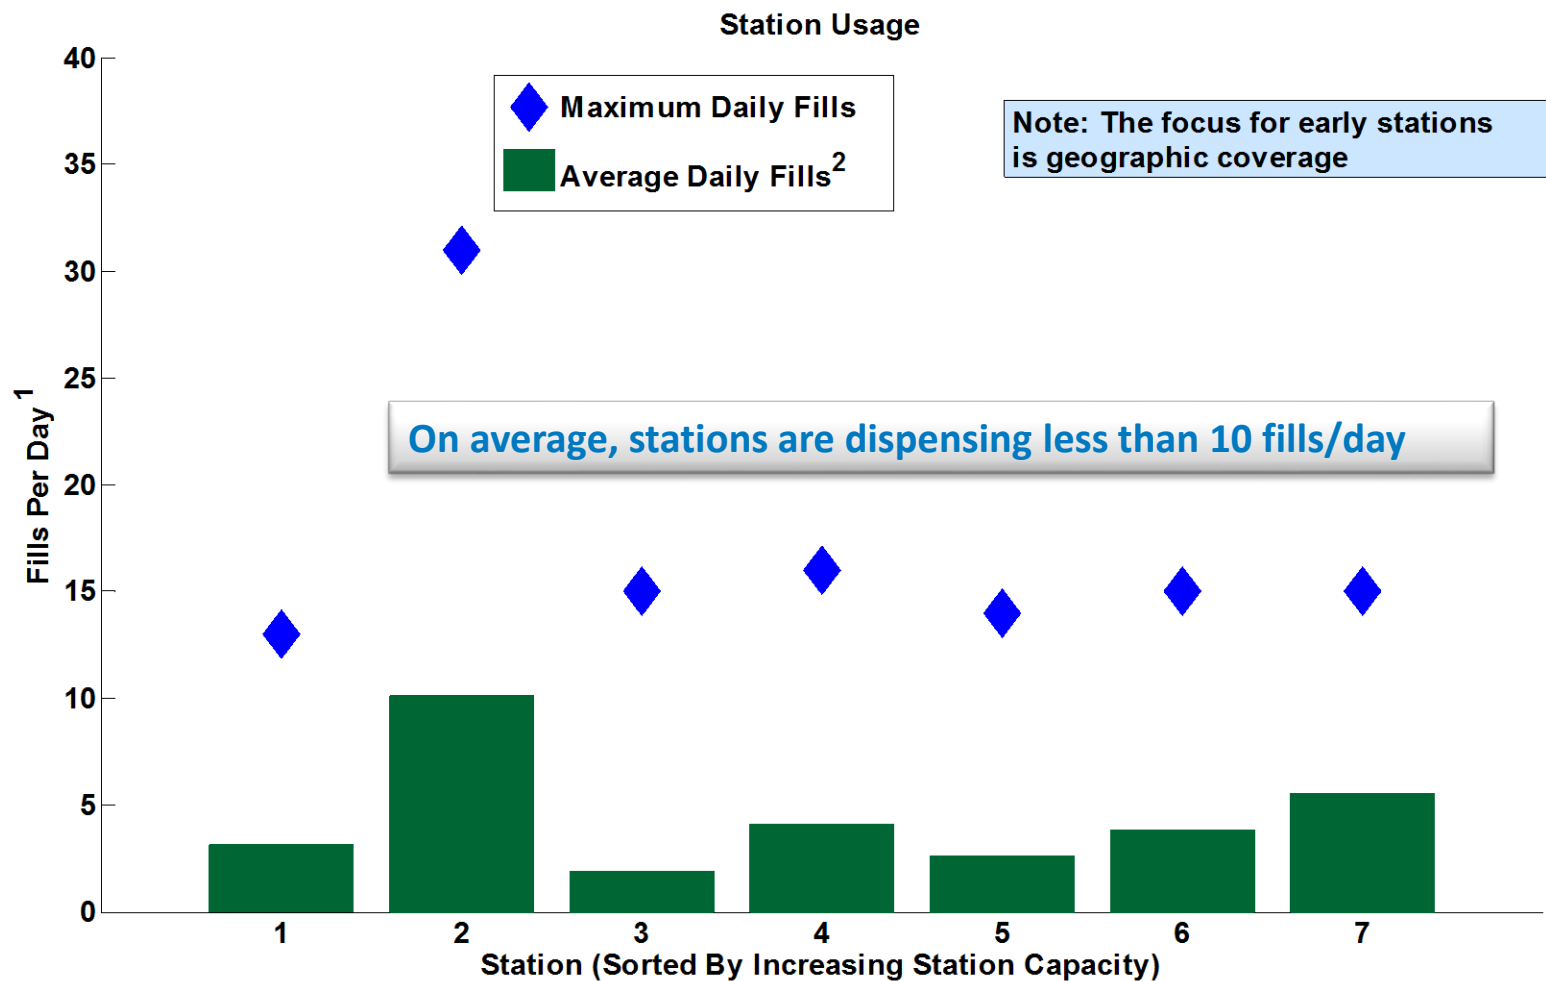 Station Usage
40
35
30
25
20
15
10
5
0
Fills Per Day1
Maximum Daily Fills
Average Daily Fills2
Note: The focus for early stations
is geographic coverage
On average, stations are dispensing less than 10 fills/day
1 2 3 4 5 6 7
Station (Sorted By Increasing Station Capacity)